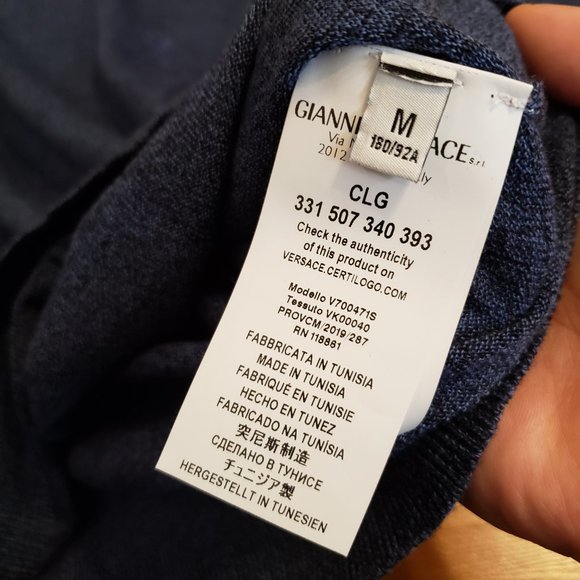 M
180/92A
GIANNI
ACE s.r.l.
Via
2012
CLG
331 507 340 393
Check the authenticity
of this product on
VERSACE.CERTILOGO.COM
Modello V700471S
Tessuto VK00040
PROVCM/2019/287
RN 118861
FABBRICATA IN TUNISIA
MADE IN TUNISIA
FABRIQUÉ EN TUNISIE
HECHO EN TUNEZ
FABRICADO NA TUNÍSIA
突尼斯制造
СДЕЛАНО В ТУНИСЕ
チュニジア製
HERGESTELLT IN TUNESIEN